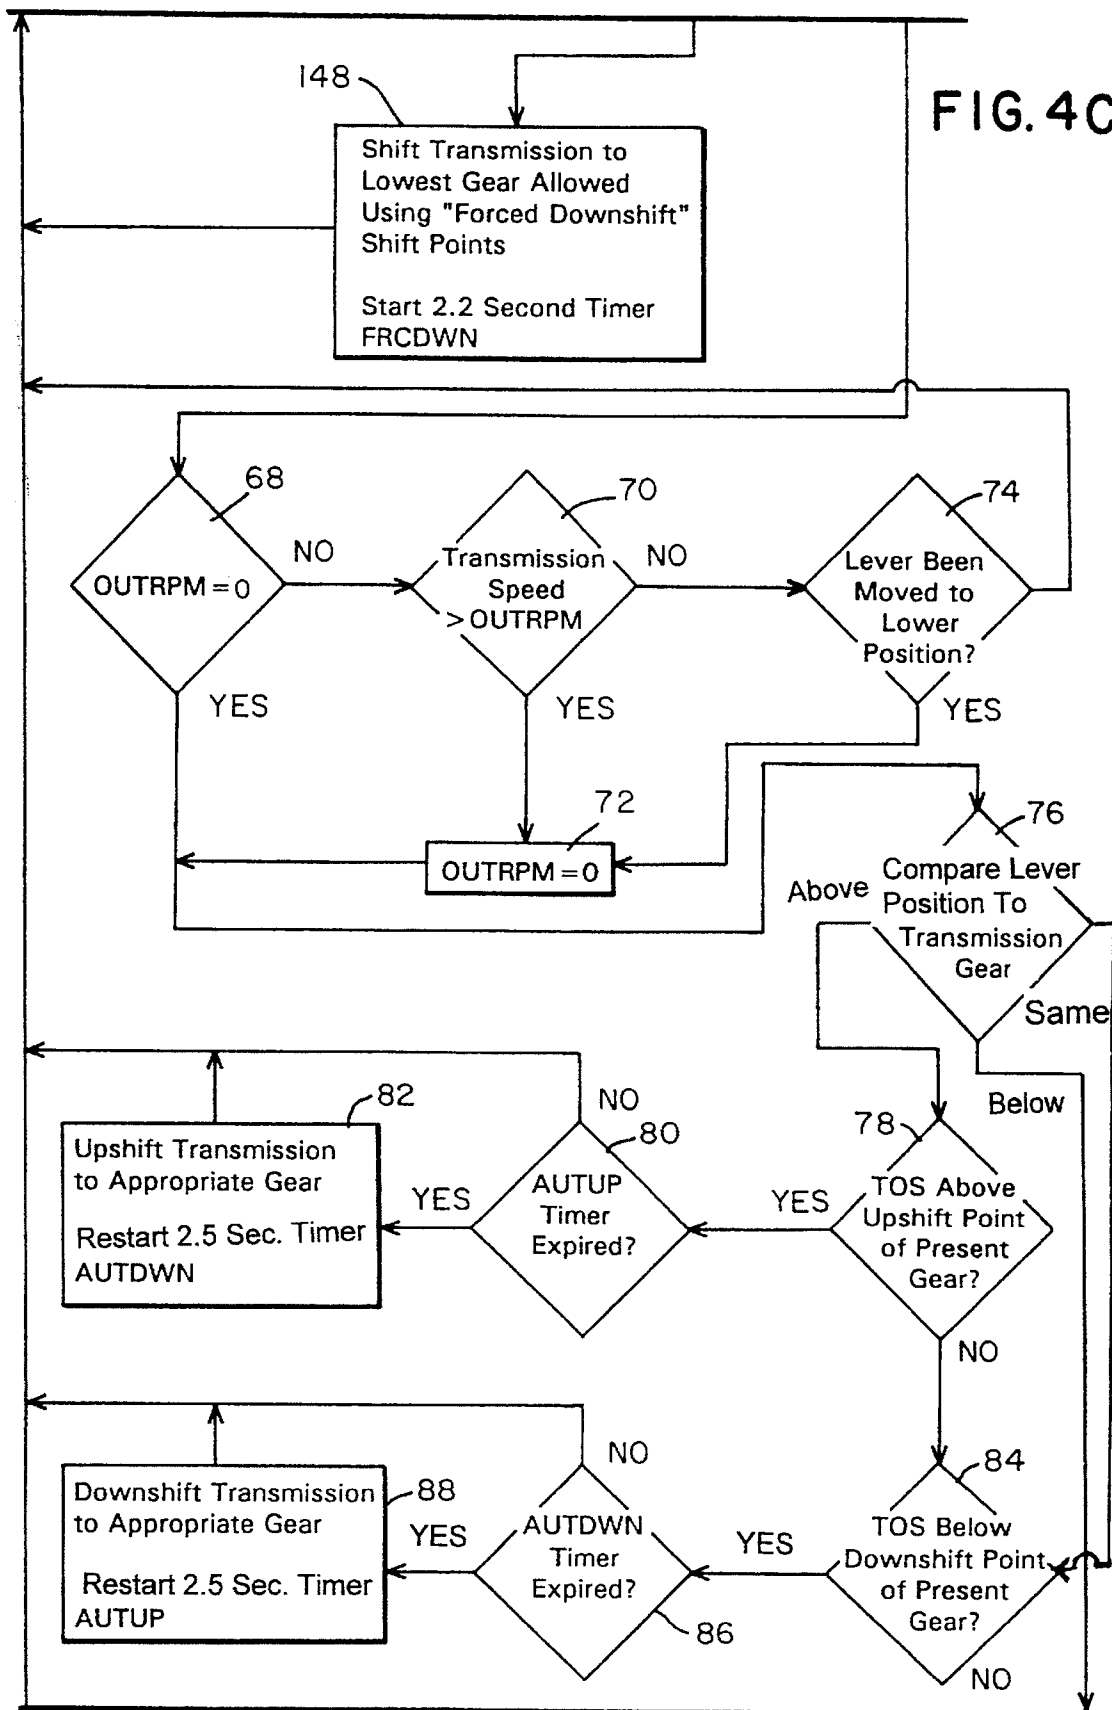 148
FIG. 4C
Shift Transmission to
Lowest Gear Allowed
Using "Forced Downshift"
Shift Points
Start 2.2 Second Timer
FRCDWN
68
OUTRPM = 0
NO
YES
70
Transmission
Speed
> OUTRPM
NO
YES
74
Lever Been
Moved to
Lower
Position?
YES
72
OUTRPM = 0
76
Compare Lever
Position To
Transmission
Gear
Above
Same
Below
78
TOS Above
Upshift Point
of Present
Gear?
YES
NO
80
AUTUP
Timer
Expired?
NO
YES
82
Upshift Transmission
to Appropriate Gear
Restart 2.5 Sec. Timer
AUTDWN
84
TOS Below
Downshift Point
of Present
Gear?
YES
NO
86
AUTDWN
Timer
Expired?
NO
YES
88
Downshift Transmission
to Appropriate Gear
Restart 2.5 Sec. Timer
AUTUP